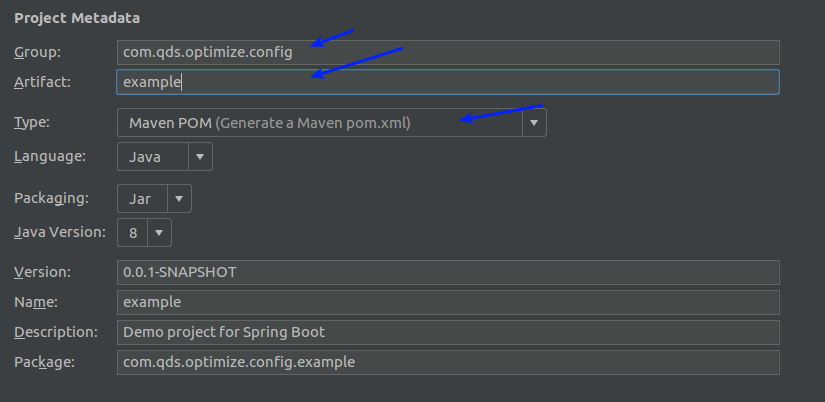 Project Metadata
Group: com.qds.optimize.config
Artifact: example
Type: Maven POM (Generate a Maven pom.xml)
Language: Java
Packaging: Jar
Java Version: 8
Version: 0.0.1-SNAPSHOT
Name: example
Description: Demo project for Spring Boot
Package: com.qds.optimize.config.example